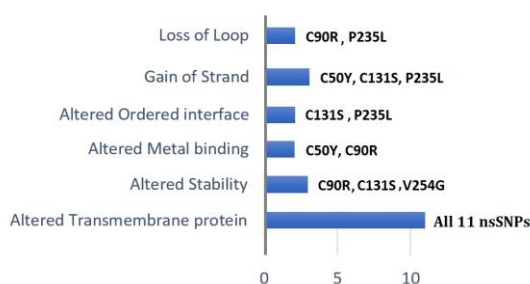 Loss of Loop C90R , P235L
Gain of Strand C50Y, C131S, P235L
Altered Ordered interface C131S , P235L
Altered Metal binding C50Y, C90R
Altered Stability C90R, C131S ,V254G
Altered Transmembrane protein All 11 nsSNPs
0 5 10